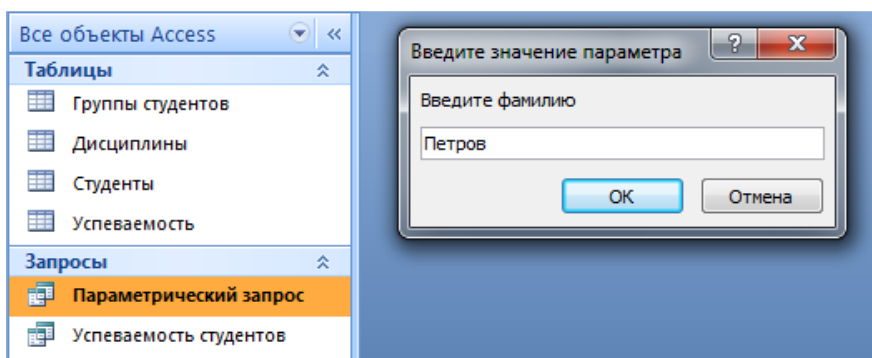 Все объекты Access
Таблицы
Группы студентов
Дисциплины
Студенты
Успеваемость
Запросы
Параметрический запрос
Успеваемость студентов
Введите значение параметра
Введите фамилию
Петров
ОК
Отмена